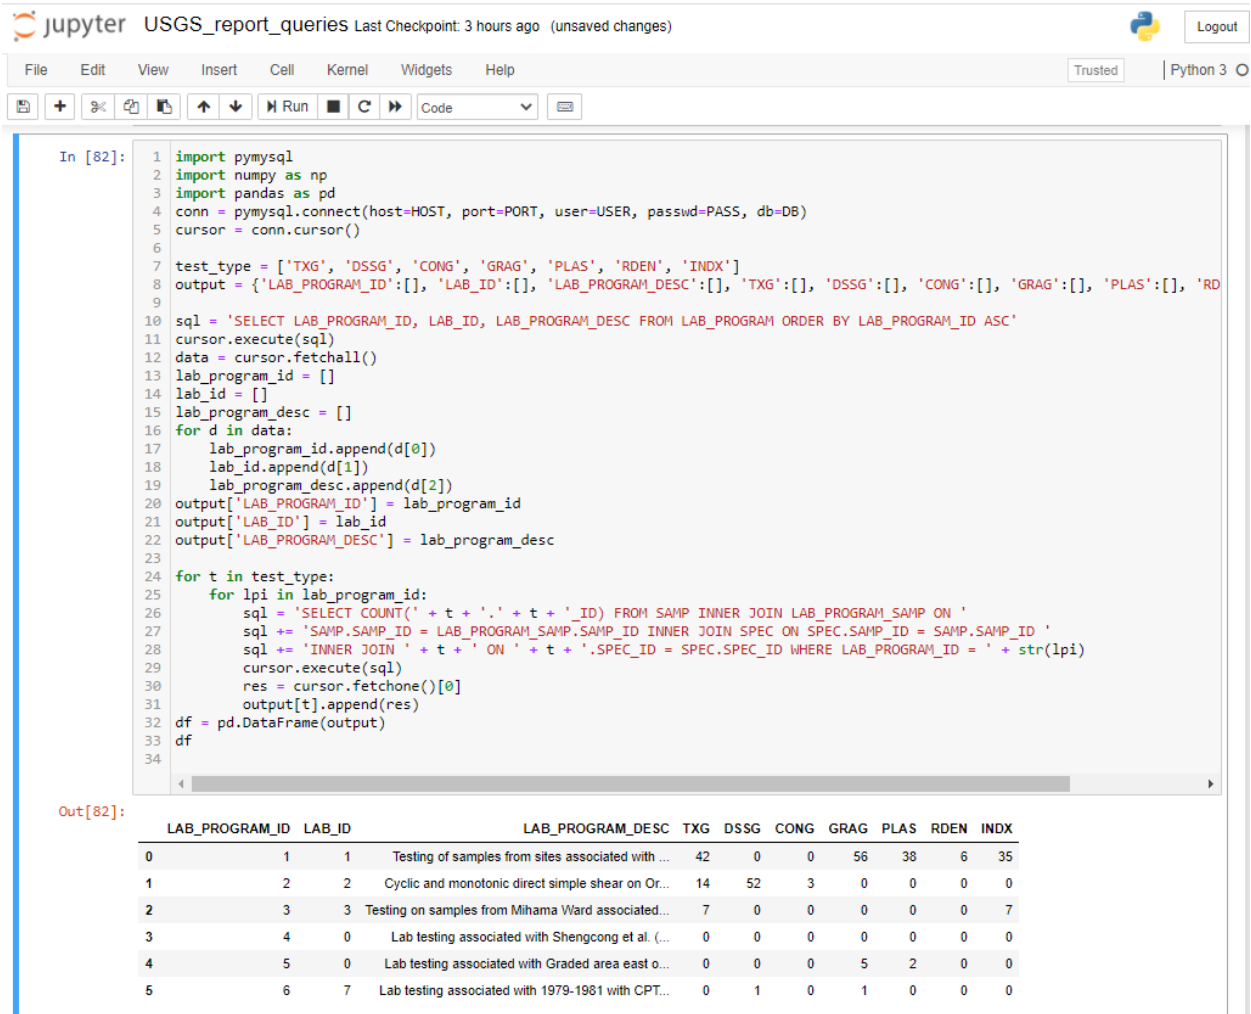 jupyter USGS_report_queries Last Checkpoint: 3 hours ago (unsaved changes) Logout
File Edit View Insert Cell Kernel Widgets Help Trusted Python 3
Run Code
In [82]:
1 import pymysql
2 import numpy as np
3 import pandas as pd
4 conn = pymysql.connect(host=HOST, port=PORT, user=USER, passwd=PASS, db=DB)
5 cursor = conn.cursor()
6
7 test_type = ['TXG', 'DSSG', 'CONG', 'GRAG', 'PLAS', 'RDEN', 'INDX']
8 output = {'LAB_PROGRAM_ID':[], 'LAB_ID':[], 'LAB_PROGRAM_DESC':[], 'TXG':[], 'DSSG':[], 'CONG':[], 'GRAG':[], 'PLAS':[], 'RD
9
10 sql = 'SELECT LAB_PROGRAM_ID, LAB_ID, LAB_PROGRAM_DESC FROM LAB_PROGRAM ORDER BY LAB_PROGRAM_ID ASC'
11 cursor.execute(sql)
12 data = cursor.fetchall()
13 lab_program_id = []
14 lab_id = []
15 lab_program_desc = []
16 for d in data:
17     lab_program_id.append(d[0])
18     lab_id.append(d[1])
19     lab_program_desc.append(d[2])
20 output['LAB_PROGRAM_ID'] = lab_program_id
21 output['LAB_ID'] = lab_id
22 output['LAB_PROGRAM_DESC'] = lab_program_desc
23
24 for t in test_type:
25     for lpi in lab_program_id:
26         sql = 'SELECT COUNT(' + t + '.' + t + '_ID) FROM SAMP INNER JOIN LAB_PROGRAM_SAMP ON '
27         sql += 'SAMP.SAMP_ID = LAB_PROGRAM_SAMP.SAMP_ID INNER JOIN SPEC ON SPEC.SAMP_ID = SAMP.SAMP_ID '
28         sql += 'INNER JOIN ' + t + ' ON ' + t + '.SPEC_ID = SPEC.SPEC_ID WHERE LAB_PROGRAM_ID = ' + str(lpi)
29         cursor.execute(sql)
30         res = cursor.fetchone()[0]
31         output[t].append(res)
32 df = pd.DataFrame(output)
33 df
34
Out[82]:
LAB_PROGRAM_ID LAB_ID LAB_PROGRAM_DESC TXG DSSG CONG GRAG PLAS RDEN INDX
0 1 1 Testing of samples from sites associated with ... 42 0 0 56 38 6 35
1 2 2 Cyclic and monotonic direct simple shear on Or... 14 52 3 0 0 0 0
2 3 3 Testing on samples from Mihama Ward associated... 7 0 0 0 0 0 7
3 4 0 Lab testing associated with Shengcong et al. (... 0 0 0 0 0 0 0
4 5 0 Lab testing associated with Graded area east o... 0 0 0 5 2 0 0
5 6 7 Lab testing associated with 1979-1981 with CPT... 0 1 0 1 0 0 0